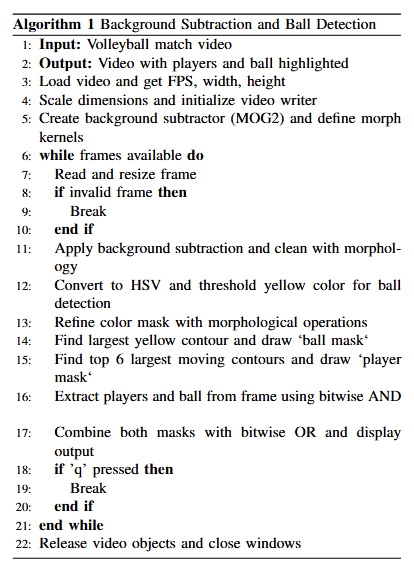 Algorithm 1 Background Subtraction and Ball Detection
1: Input: Volleyball match video
2: Output: Video with players and ball highlighted
3: Load video and get FPS, width, height
4: Scale dimensions and initialize video writer
5: Create background subtractor (MOG2) and define morph
kernels
6: while frames available do
7: Read and resize frame
8: if invalid frame then
9: Break
10: end if
11: Apply background subtraction and clean with morphol-
ogy
12: Convert to HSV and threshold yellow color for ball
detection
13: Refine color mask with morphological operations
14: Find largest yellow contour and draw ‘ball mask‘
15: Find top 6 largest moving contours and draw ‘player
mask‘
16: Extract players and ball from frame using bitwise AND
17: Combine both masks with bitwise OR and display
output
18: if ’q’ pressed then
19: Break
20: end if
21: end while
22: Release video objects and close windows